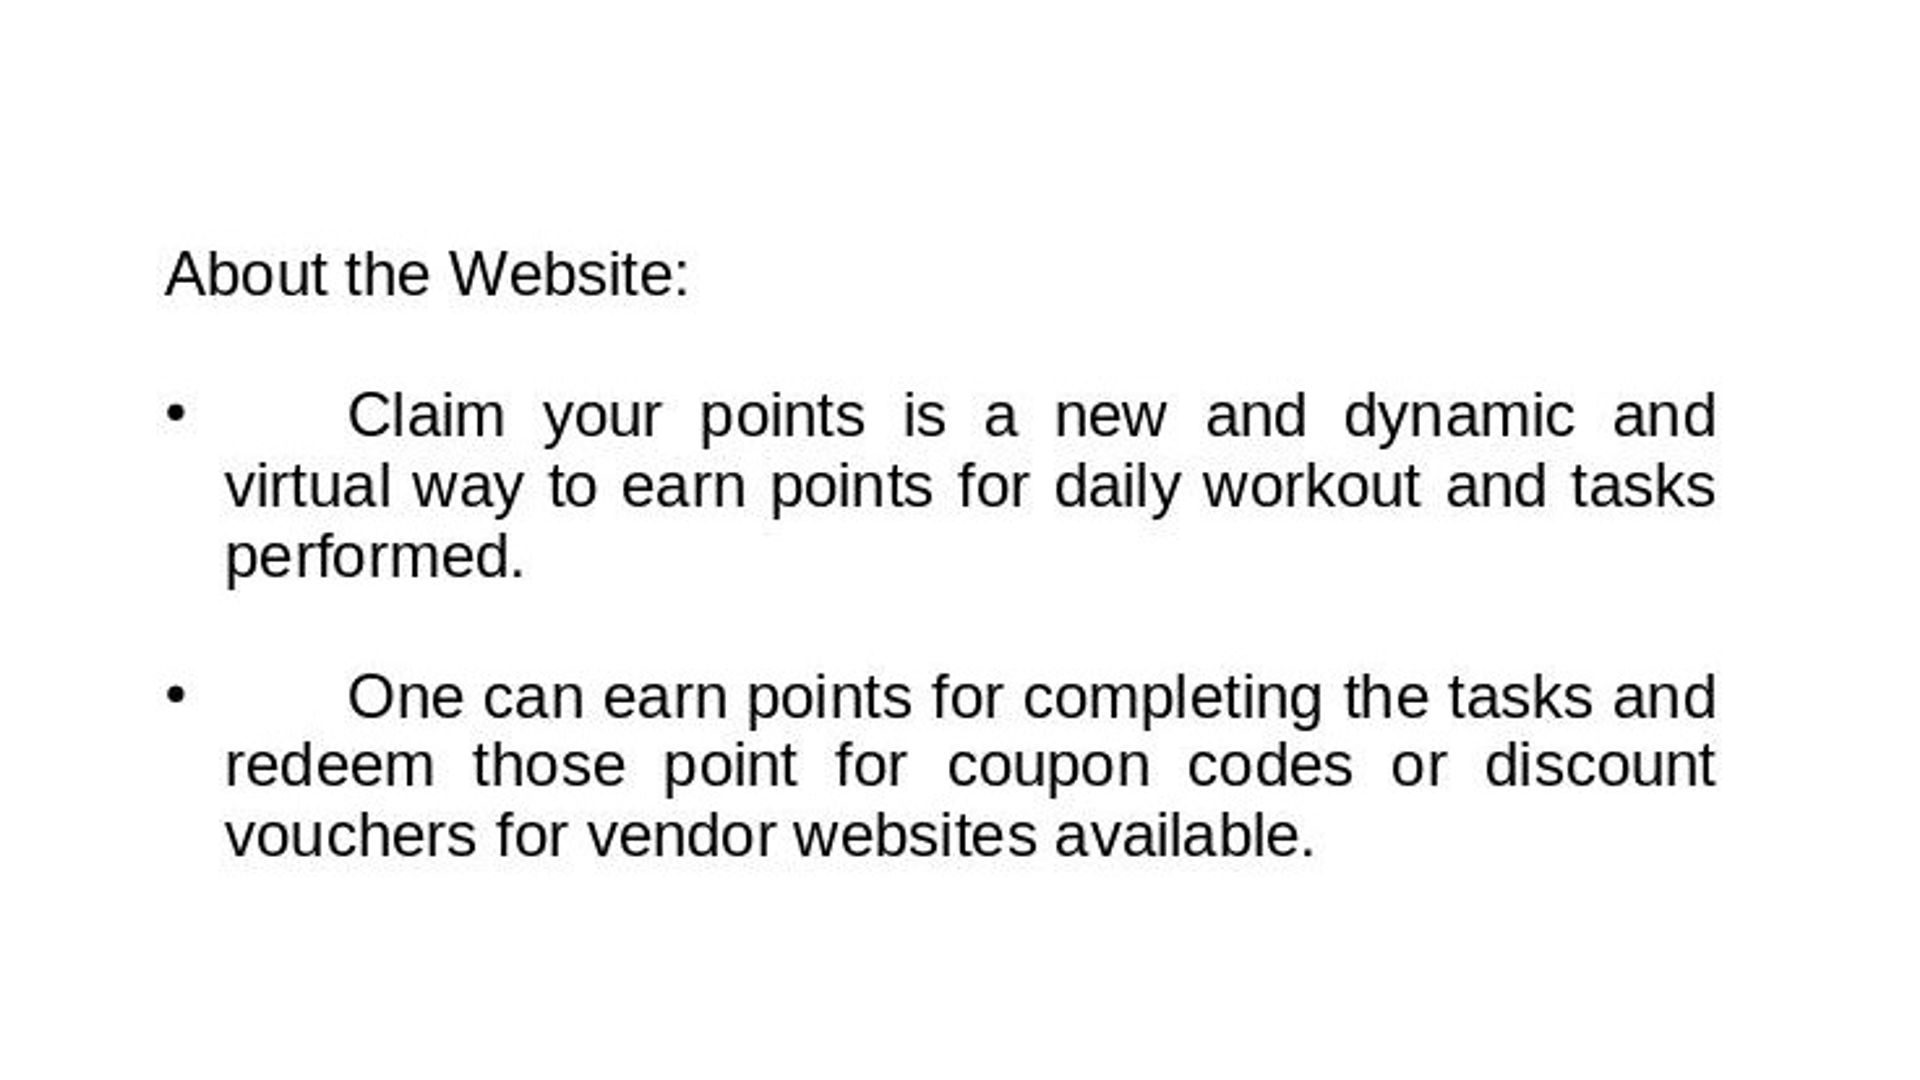 About the Website:
• Claim your points is a new and dynamic and
virtual way to earn points for daily workout and tasks
performed.
• One can earn points for completing the tasks and
redeem those point for coupon codes or discount
vouchers for vendor websites available.